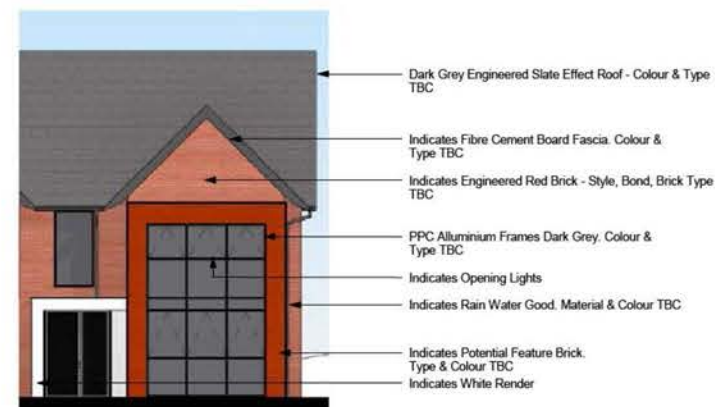 Dark Grey Engineered Slate Effect Roof - Colour & Type
TBC
Indicates Fibre Cement Board Fascia. Colour &
Type TBC
Indicates Engineered Red Brick - Style, Bond, Brick Type
TBC
PPC Alluminium Frames Dark Grey. Colour &
Type TBC
Indicates Opening Lights
Indicates Rain Water Good. Material & Colour TBC
Indicates Potential Feature Brick.
Type & Colour TBC
Indicates White Render